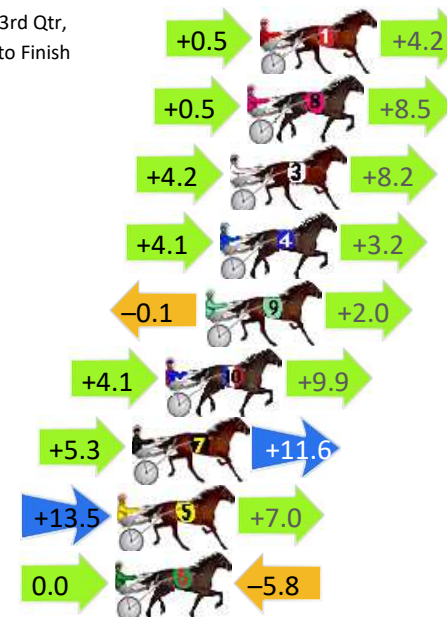 3rd Qtr,
to Finish
+0.5 1 +4.2
+0.5 8 +8.5
+4.2 3 +8.2
+4.1 4 +3.2
–0.1 9 +2.0
+4.1 10 +9.9
+5.3 7 +11.6
+13.5 5 +7.0
0.0 6 –5.8